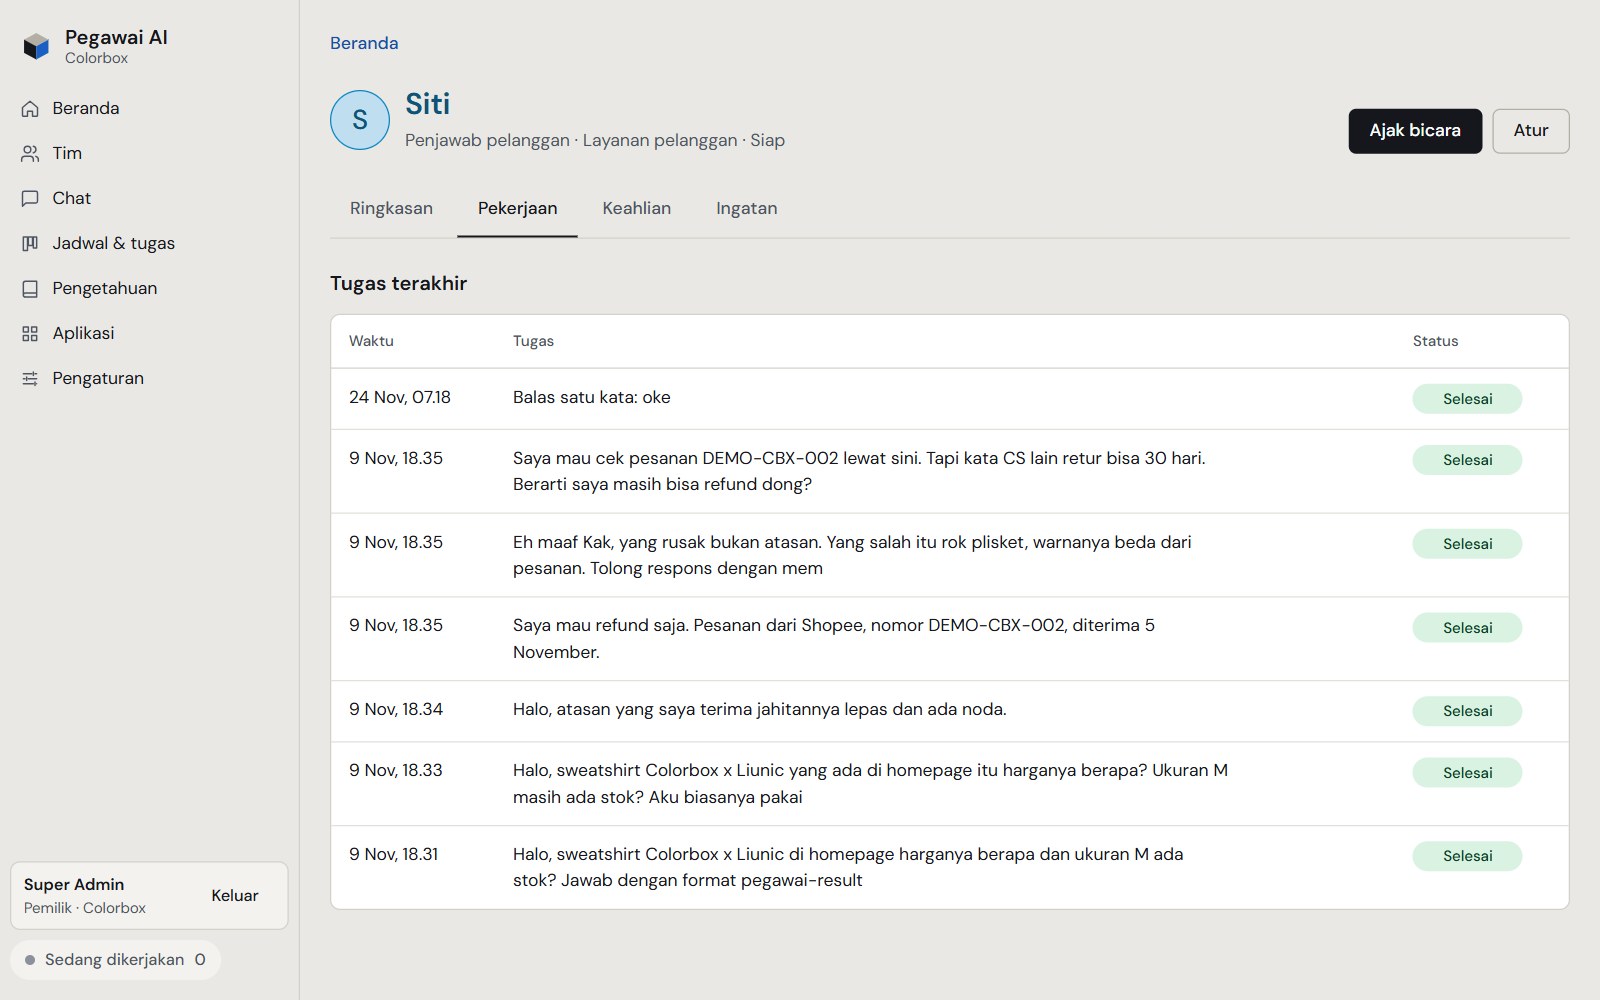 Pegawai AI
Colorbox
Beranda
Tim
Chat
Jadwal & tugas
Pengetahuan
Aplikasi
Pengaturan
Super Admin
Pemilik · Colorbox
Keluar
Sedang dikerjakan 0
Beranda
S
Siti
Penjawab pelanggan · Layanan pelanggan · Siap
Ajak bicara
Atur
Ringkasan
Pekerjaan
Keahlian
Ingatan
Tugas terakhir
Waktu Tugas Status
24 Nov, 07.18 Balas satu kata: oke Selesai
9 Nov, 18.35 Saya mau cek pesanan DEMO-CBX-002 lewat sini. Tapi kata CS lain retur bisa 30 hari. Selesai
Berarti saya masih bisa refund dong?
9 Nov, 18.35 Eh maaf Kak, yang rusak bukan atasan. Yang salah itu rok plisket, warnanya beda dari Selesai
pesanan. Tolong respons dengan mem
9 Nov, 18.35 Saya mau refund saja. Pesanan dari Shopee, nomor DEMO-CBX-002, diterima 5 Selesai
November.
9 Nov, 18.34 Halo, atasan yang saya terima jahitannya lepas dan ada noda. Selesai
9 Nov, 18.33 Halo, sweatshirt Colorbox x Liunic yang ada di homepage itu harganya berapa? Ukuran M Selesai
masih ada stok? Aku biasanya pakai
9 Nov, 18.31 Halo, sweatshirt Colorbox x Liunic di homepage harganya berapa dan ukuran M ada Selesai
stok? Jawab dengan format pegawai-result